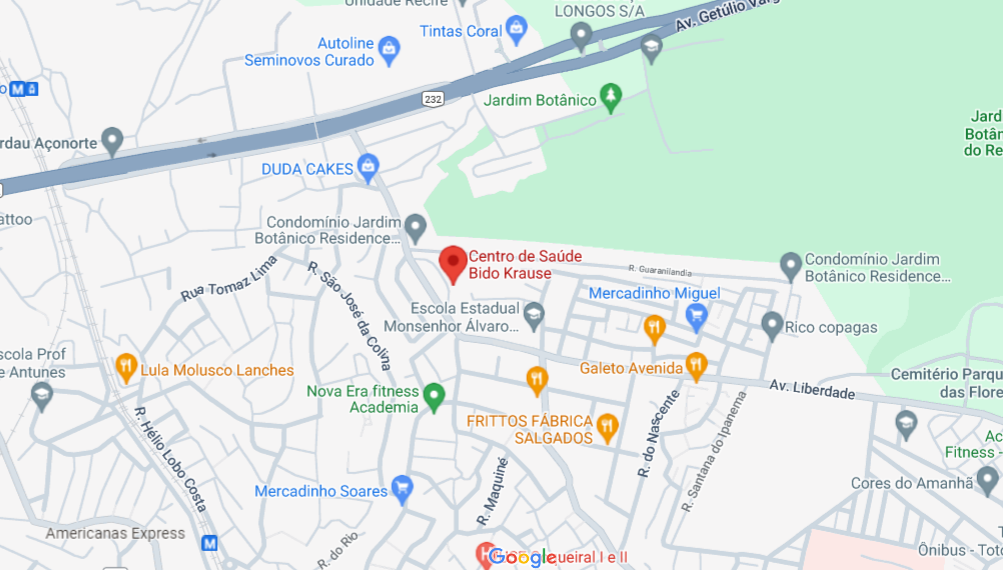 Unidade Recife
LONGOS S/A
Av. Getúlio Varg
Tintas Coral
Autoline
Seminovos Curado
M
232
Jardim Botânico
Jard
Botân
do Re
rdau Açonorte
DUDA CAKES
attoo
Condomínio Jardim
Botânico Residence...
Centro de Saúde
Bido Krause
R. Guaranilandia
Condomínio Jardim
Botânico Residence...
Rua Tomaz Lima
R. São José da Colina
Mercadinho Miguel
Escola Estadual
Monsenhor Álvaro...
Rico copagas
scola Prof
e Antunes
Lula Molusco Lanches
Galeto Avenida
Av. Liberdade
Cemitério Parqu
das Flore
Nova Era fitness
Academia
FRITTOS FÁBRICA
SALGADOS
R. do Nascente
R. Santana do Ipanema
R. Hélio Lobo Costa
Ac
Fitness -
R. Maquiné
Mercadinho Soares
Cores do Amanhã
Americanas Express
M
R. do Rio
H
Google
queiral I e II
Ônibus - Toto